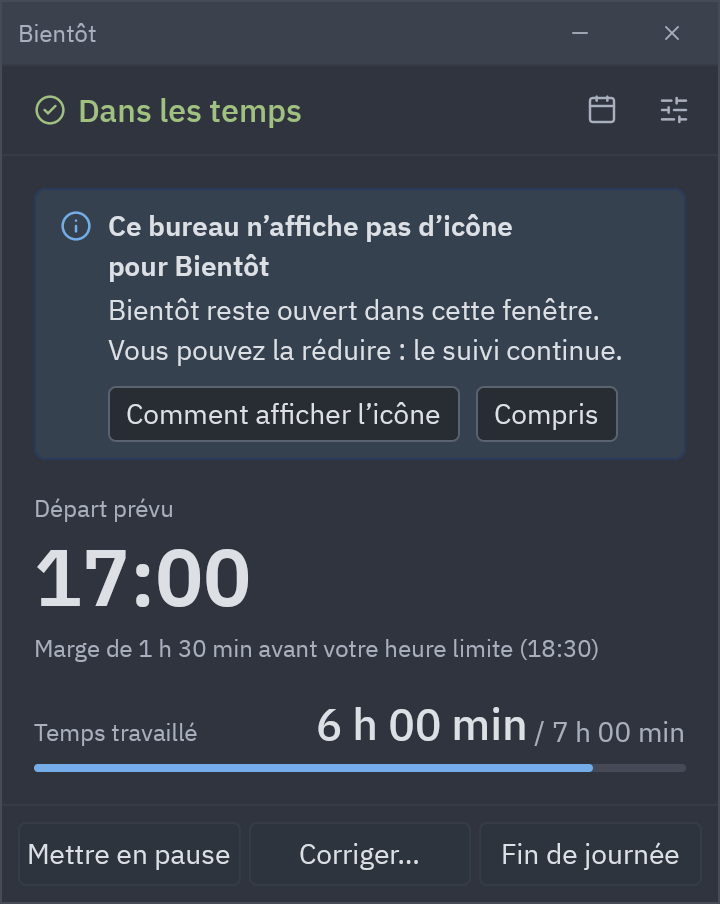 Bientôt
Dans les temps
Ce bureau n’affiche pas d’icône
pour Bientôt
Bientôt reste ouvert dans cette fenêtre.
Vous pouvez la réduire : le suivi continue.
Comment afficher l’icône
Compris
Départ prévu
17:00
Marge de 1 h 30 min avant votre heure limite (18:30)
Temps travaillé 6 h 00 min / 7 h 00 min
Mettre en pause
Corriger…
Fin de journée